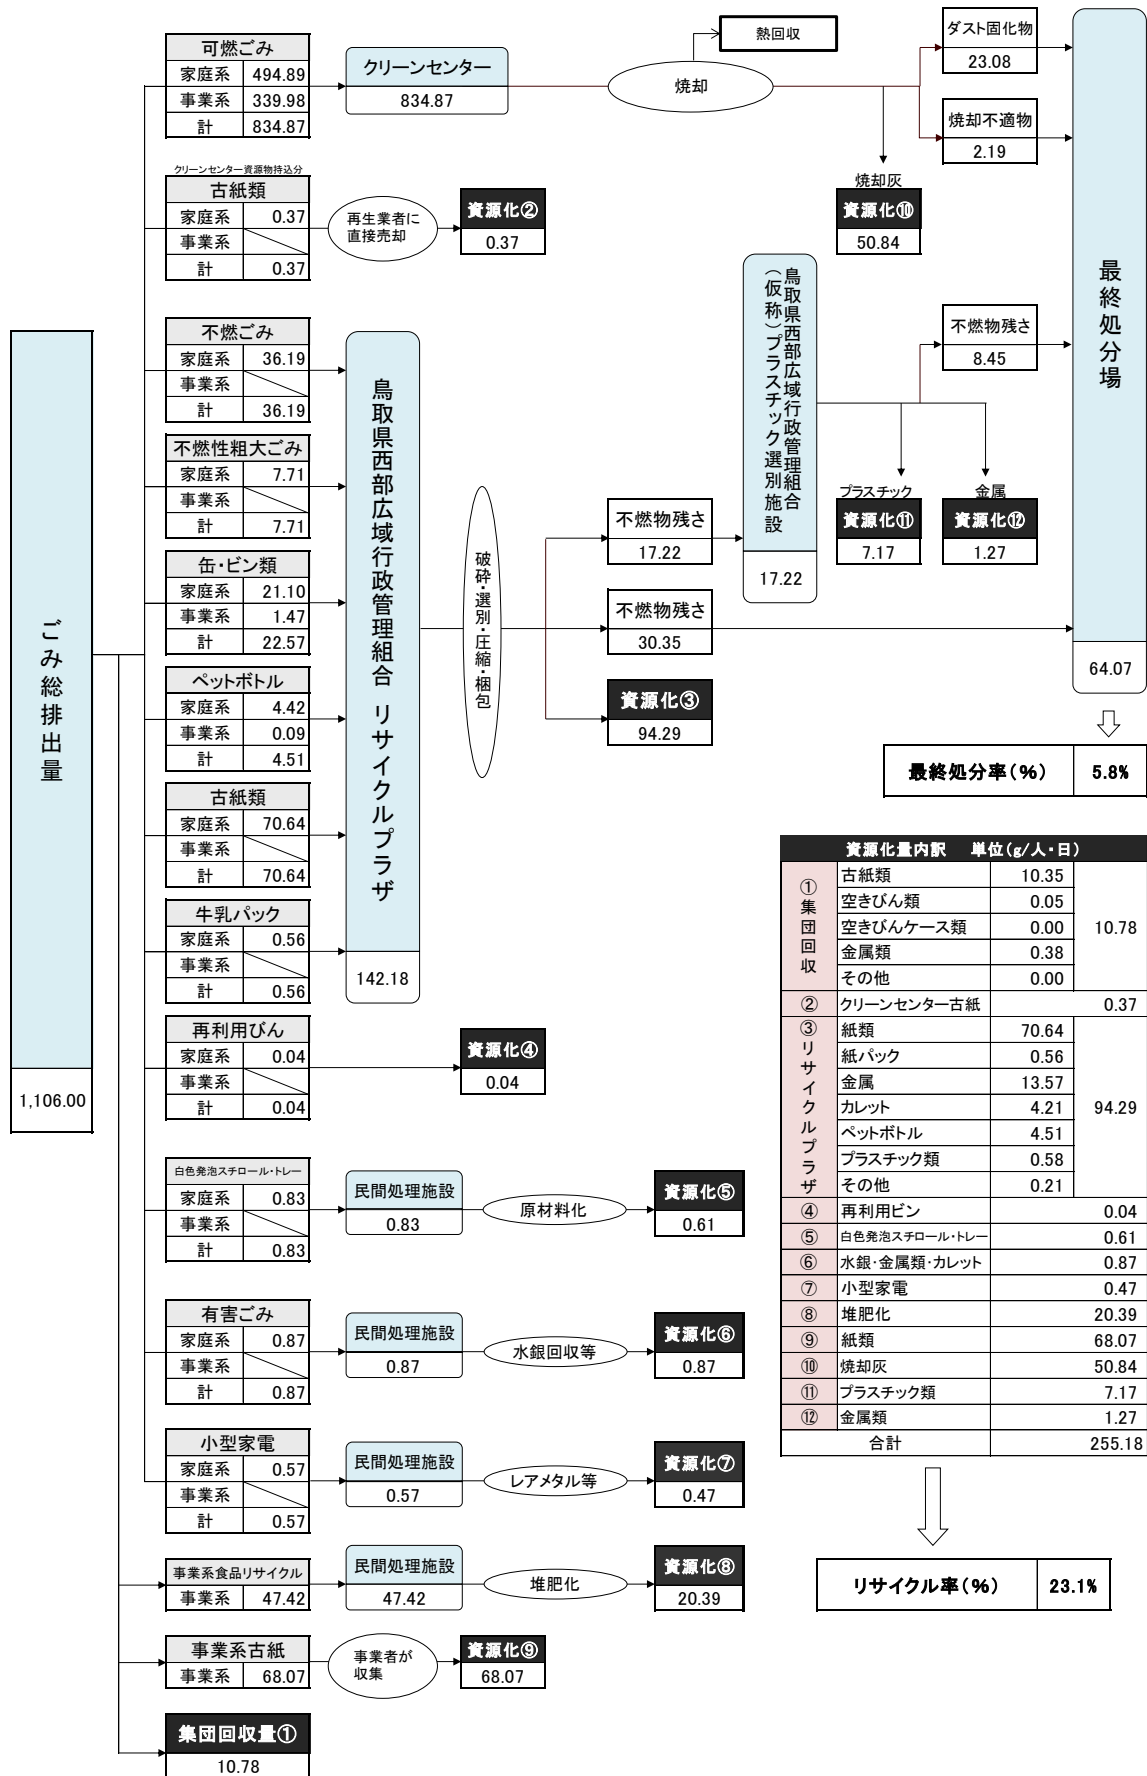 ごみ総排出量
1,106.00
可燃ごみ
家庭系 494.89
事業系 339.98
計 834.87
クリーンセンター
834.87
焼却
熱回収
ダスト固化物
23.08
焼却不適物
2.19
焼却灰
資源化⑩
50.84
最終処分場
64.07
クリーンセンター資源物持込分
古紙類
家庭系 0.37
事業系
計 0.37
再生業者に
直接売却
資源化②
0.37
不燃ごみ
家庭系 36.19
事業系
計 36.19
不燃性粗大ごみ
家庭系 7.71
事業系
計 7.71
缶・ビン類
家庭系 21.10
事業系 1.47
計 22.57
ペットボトル
家庭系 4.42
事業系 0.09
計 4.51
古紙類
家庭系 70.64
事業系
計 70.64
牛乳パック
家庭系 0.56
事業系
計 0.56
鳥取県西部広域行政管理組合 リサイクルプラザ
142.18
破砕・選別・圧縮・梱包
不燃物残さ
17.22
不燃物残さ
30.35
資源化③
94.29
鳥取県西部広域行政管理組合
（仮称）プラスチック選別施設
17.22
不燃物残さ
8.45
プラスチック
資源化⑪
7.17
金属
資源化⑫
1.27
最終処分率(%) 5.8%
再利用びん
家庭系 0.04
事業系
計 0.04
資源化④
0.04
白色発泡スチロール・トレー
家庭系 0.83
事業系
計 0.83
民間処理施設
0.83
原材料化
資源化⑤
0.61
有害ごみ
家庭系 0.87
事業系
計 0.87
民間処理施設
0.87
水銀回収等
資源化⑥
0.87
小型家電
家庭系 0.57
事業系
計 0.57
民間処理施設
0.57
レアメタル等
資源化⑦
0.47
事業系食品リサイクル
事業系 47.42
民間処理施設
47.42
堆肥化
資源化⑧
20.39
事業系古紙
事業系 68.07
事業者が
収集
資源化⑨
68.07
集団回収量①
10.78
資源化量内訳 単位(g/人・日)
①集団回収
古紙類 10.35
空きびん類 0.05
空きびんケース類 0.00
金属類 0.38
その他 0.00
10.78
② クリーンセンター古紙 0.37
③リサイクルプラザ
紙類 70.64
紙パック 0.56
金属 13.57
カレット 4.21
ペットボトル 4.51
プラスチック類 0.58
その他 0.21
94.29
④ 再利用ビン 0.04
⑤ 白色発泡スチロール・トレー 0.61
⑥ 水銀・金属類・カレット 0.87
⑦ 小型家電 0.47
⑧ 堆肥化 20.39
⑨ 紙類 68.07
⑩ 焼却灰 50.84
⑪ プラスチック類 7.17
⑫ 金属類 1.27
合計 255.18
リサイクル率(%) 23.1%